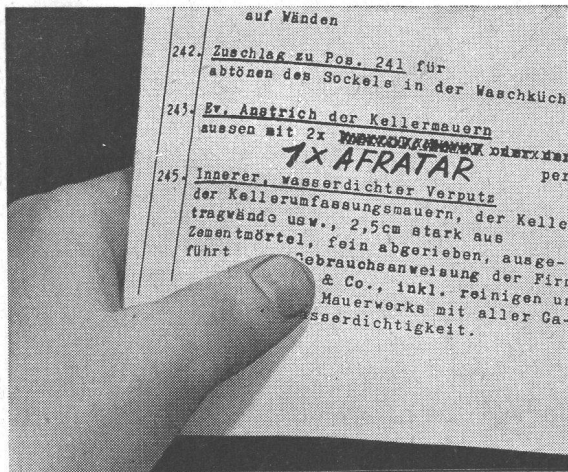 auf Wänden
242. Zuschlag zu Pos. 241 für
abtönen des Sockels in der Waschküch
243. Ev. Anstrich der Kellermauern
aussen mit 2x
1x AFRATAR per
245. Innerer, wasserdichter Verputz
der Kellerumfassungsmauern, der Kelle
tragwände usw., 2,5cm stark aus
Zementmörtel, fein abgerieben, ausge-
führt Gebrauchsanweisung der Firm
& Co., inkl. reinigen un
Mauerwerks mit aller Ga-
sserdichtigkeit.